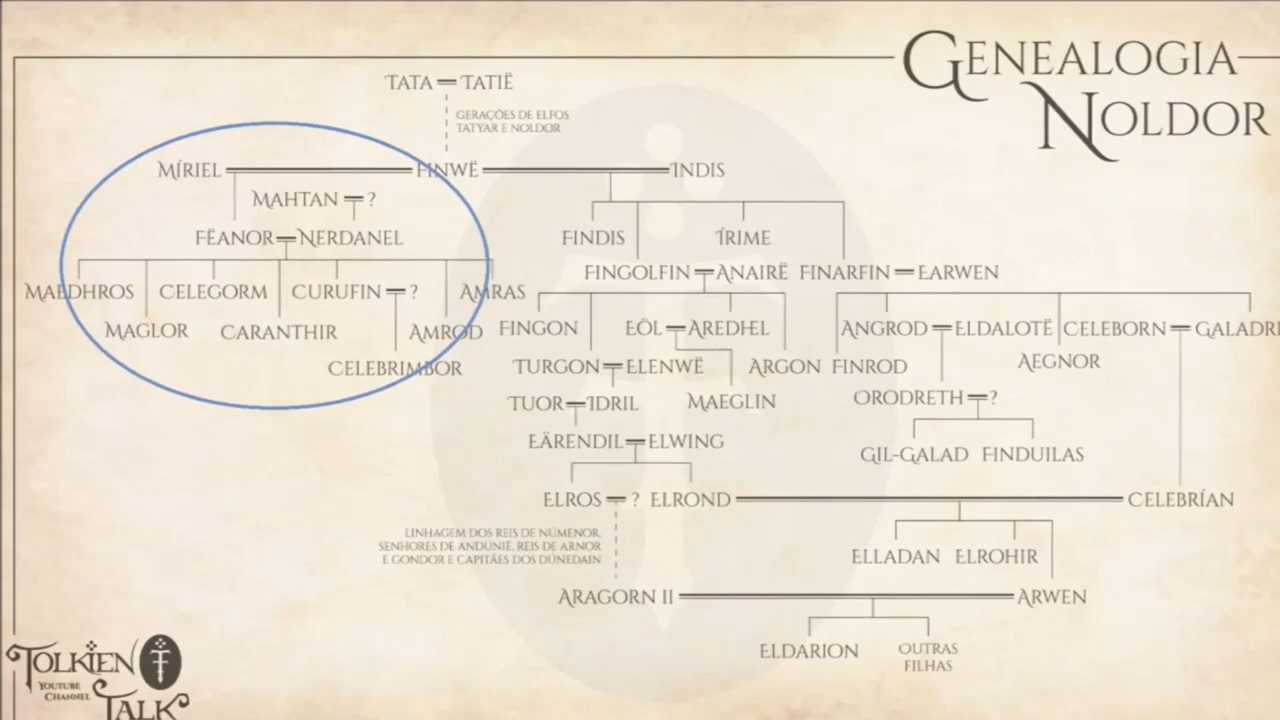 GENEALOGIA
NOLDOR
TATA TATIË
GERAÇÕES DE ELFOS
TATYAR E NOLDOR
MÍRIEL FINWË INDIS
MAHTAN ?
FËANOR NERDANEL FINDIS ÍRIME
FINGOLFIN ANAIRË FINARFIN EARWEN
MAEDHROS CELEGORM CURUFIN ? AMRAS
MAGLOR CARANTHIR AMROD FINGON EÖL AREDHEL ANGROD ELDALOTË CELEBORN GALADRI
CELEBRIMBOR TURGON ELENWË ARGON FINROD AEGNOR
TUOR IDRIL MAEGLIN ORODRETH ?
EÄRENDIL ELWING GIL-GALAD FINDUILAS
ELROS ? ELROND CELEBRÍAN
LINHAGEM DOS REIS DE NÚMENOR,
SENHORES DE ANDÚNIË, REIS DE ARNOR
E GONDOR E CAPITÃES DOS DÚNEDAIN
ELLADAN ELROHIR
ARAGORN II ARWEN
ELDARION OUTRAS
FILHAS
TOLKIEN
YOUTUBE
CHANNEL
TALK